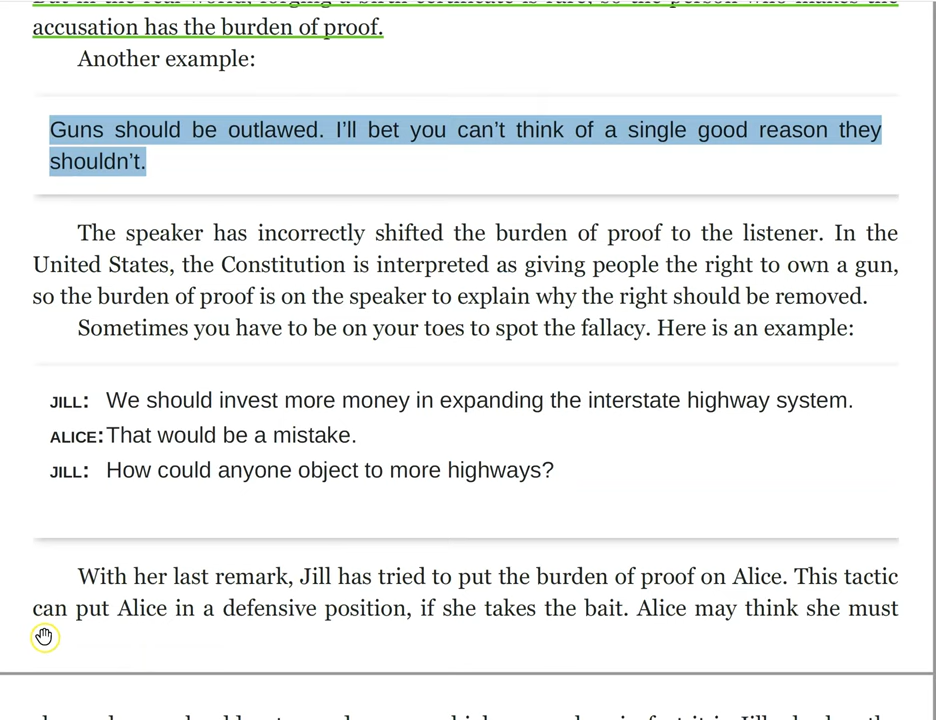 accusation has the burden of proof.
Another example:
Guns should be outlawed. I'll bet you can't think of a single good reason they
shouldn't.
The speaker has incorrectly shifted the burden of proof to the listener. In the
United States, the Constitution is interpreted as giving people the right to own a gun,
so the burden of proof is on the speaker to explain why the right should be removed.
Sometimes you have to be on your toes to spot the fallacy. Here is an example:
JILL: We should invest more money in expanding the interstate highway system.
ALICE: That would be a mistake.
JILL: How could anyone object to more highways?
With her last remark, Jill has tried to put the burden of proof on Alice. This tactic
can put Alice in a defensive position, if she takes the bait. Alice may think she must